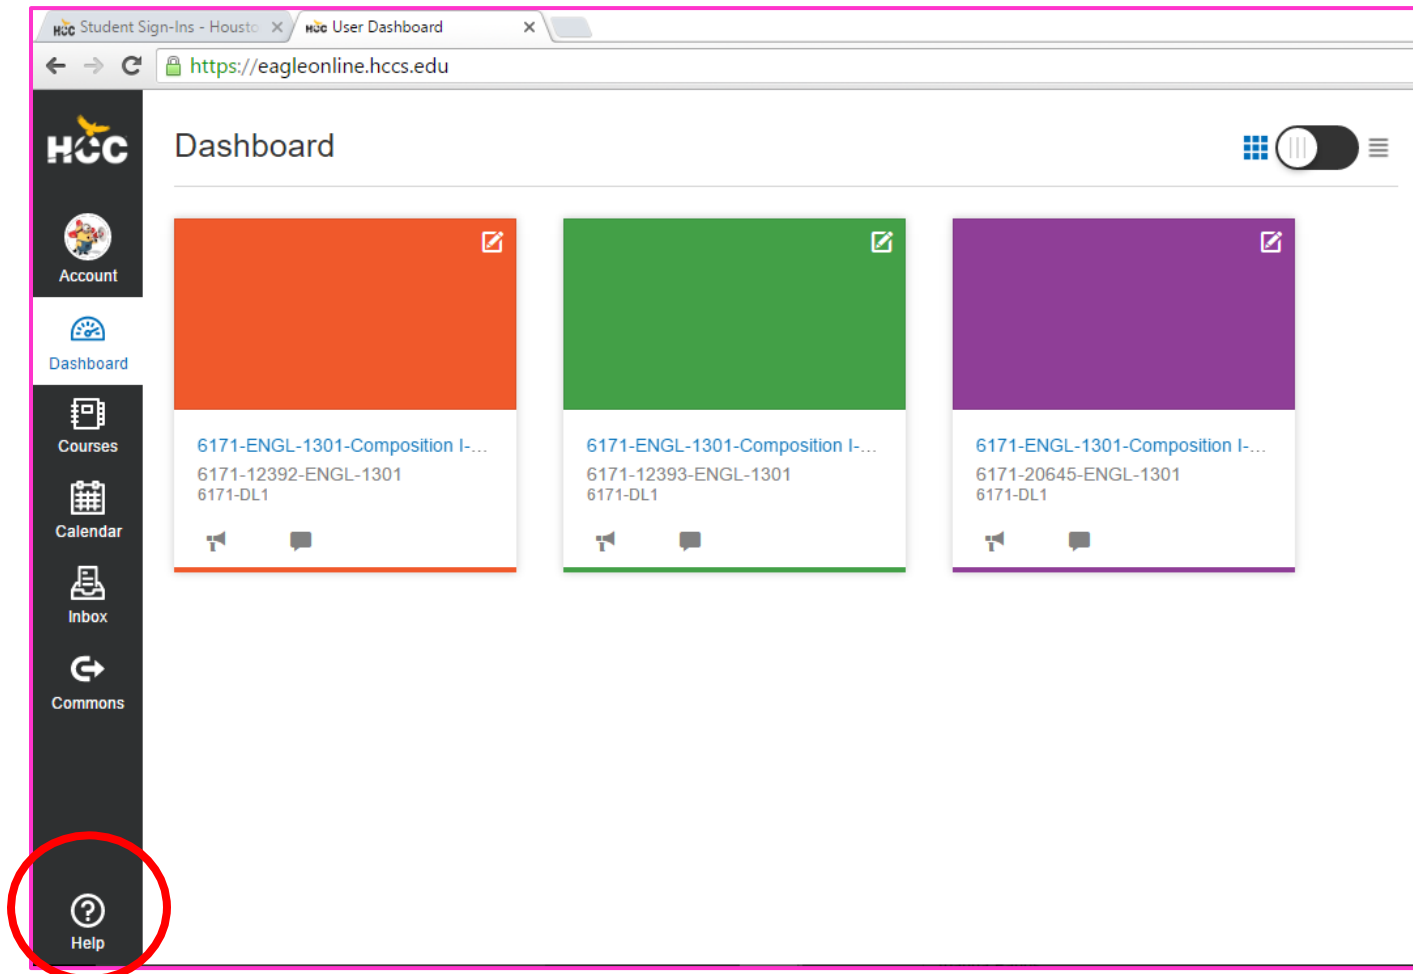 HCC Student Sign-Ins - Housto
HCC User Dashboard
https://eagleonline.hccs.edu
HCC
Dashboard
Account
Dashboard
Courses
Calendar
Inbox
Commons
Help
6171-ENGL-1301-Composition I-...
6171-12392-ENGL-1301
6171-DL1
6171-ENGL-1301-Composition I-...
6171-12393-ENGL-1301
6171-DL1
6171-ENGL-1301-Composition I-...
6171-20645-ENGL-1301
6171-DL1